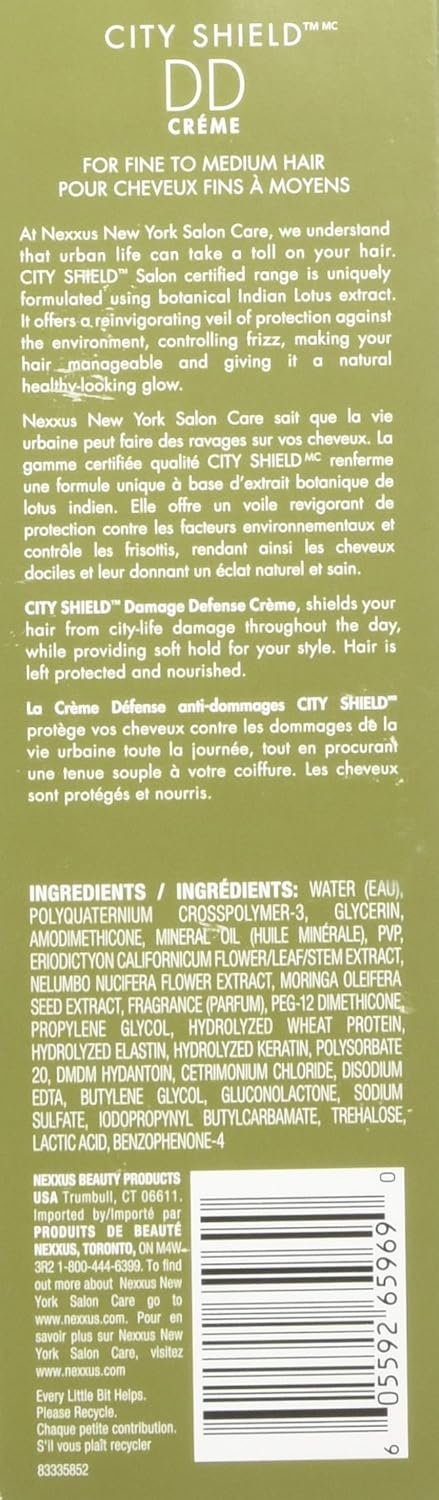 CITY SHIELD™ MC
DD
CRÉME
FOR FINE TO MEDIUM HAIR
POUR CHEVEUX FINS À MOYENS
At Nexxus New York Salon Care, we understand
that urban life can take a toll on your hair.
CITY SHIELD™ Salon certified range is uniquely
formulated using botanical Indian Lotus extract.
It offers a reinvigorating veil of protection against
the environment, controlling frizz, making your
hair manageable and giving it a natural
healthy-looking glow.
Nexxus New York Salon Care sait que la vie
urbaine peut faire des ravages sur vos cheveux. La
gamme certifiée qualité CITY SHIELD MC renferme
une formule unique à base d'extrait botanique de
lotus indien. Elle offre un voile revigorant de
protection contre les facteurs environnementaux et
contrôle les frisottis, rendant ainsi les cheveux
dociles et leur donnant un éclat naturel et sain.
CITY SHIELD™ Damage Defense Crème, shields your
hair from city-life damage throughout the day,
while providing soft hold for your style. Hair is
left protected and nourished.
La Crème Défense anti-dommages CITY SHIELD™
protège vos cheveux contre les dommages de la
vie urbaine toute la journée, tout en procurant
une tenue souple à votre coiffure. Les cheveux
sont protégés et nourris.
INGREDIENTS / INGRÉDIENTS: WATER (EAU),
POLYQUATERNIUM CROSSPOLYMER-3, GLYCERIN,
AMODIMETHICONE, MINERAL OIL (HUILE MINÉRALE), PVP,
ERIODICTYON CALIFORNICUM FLOWER/LEAF/STEM EXTRACT,
NELUMBO NUCIFERA FLOWER EXTRACT, MORINGA OLEIFERA
SEED EXTRACT, FRAGRANCE (PARFUM), PEG-12 DIMETHICONE,
PROPYLENE GLYCOL, HYDROLYZED WHEAT PROTEIN,
HYDROLYZED ELASTIN, HYDROLYZED KERATIN, POLYSORBATE
20, DMDM HYDANTOIN, CETRIMONIUM CHLORIDE, DISODIUM
EDTA, BUTYLENE GLYCOL, GLUCONOLACTONE, SODIUM
SULFATE, IODOPROPYNYL BUTYLCARBAMATE, TREHALOSE,
LACTIC ACID, BENZOPHENONE-4
NEXXUS BEAUTY PRODUCTS
USA Trumbull, CT 06611.
Imported by/Importé par
PRODUITS DE BEAUTÉ
NEXXUS, TORONTO, ON M4W
3R2 1-800-444-6399. To find
out more about Nexxus New
York Salon Care go to
www.nexxus.com. Pour en
savoir plus sur Nexxus New
York Salon Care, visitez
www.nexxus.com
Every Little Bit Helps.
Please Recycle.
Chaque petite contribution.
S'il vous plaît recycler
83335852
6 05592 65969 0